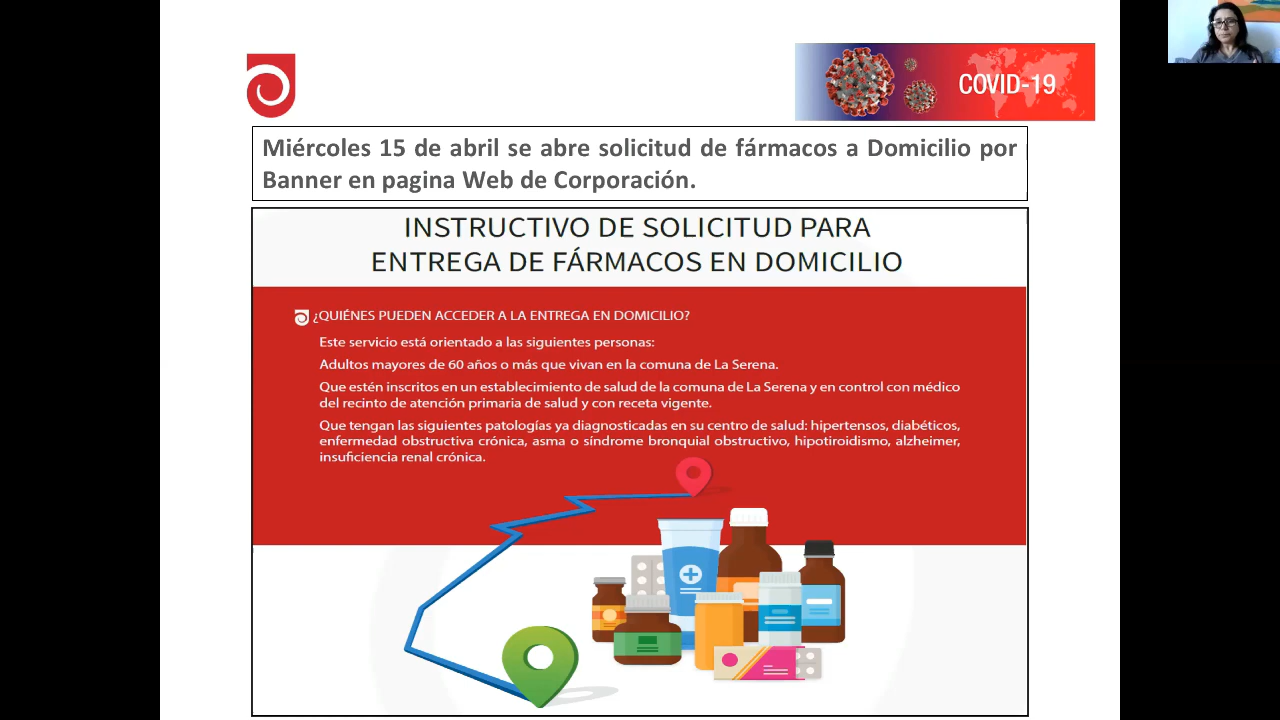 COVID-19
Miércoles 15 de abril se abre solicitud de fármacos a Domicilio por
Banner en pagina Web de Corporación.
INSTRUCTIVO DE SOLICITUD PARA
ENTREGA DE FÁRMACOS EN DOMICILIO
¿QUIÉNES PUEDEN ACCEDER A LA ENTREGA EN DOMICILIO?
Este servicio está orientado a las siguientes personas:
Adultos mayores de 60 años o más que vivan en la comuna de La Serena.
Que estén inscritos en un establecimiento de salud de la comuna de La Serena y en control con médico
del recinto de atención primaria de salud y con receta vigente.
Que tengan las siguientes patologías ya diagnosticadas en su centro de salud: hipertensos, diabéticos,
enfermedad obstructiva crónica, asma o síndrome bronquial obstructivo, hipotiroidismo, alzheimer,
insuficiencia renal crónica.